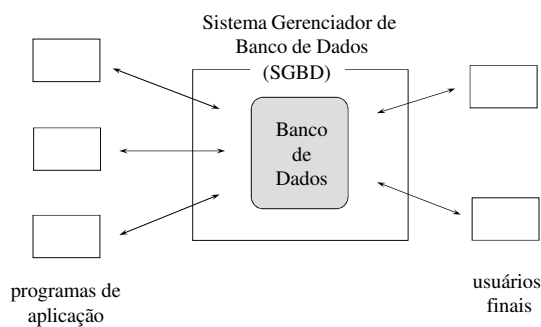 Sistema Gerenciador de
Banco de Dados
(SGBD)
Banco
de
Dados
programas de
aplicação
usuários
finais